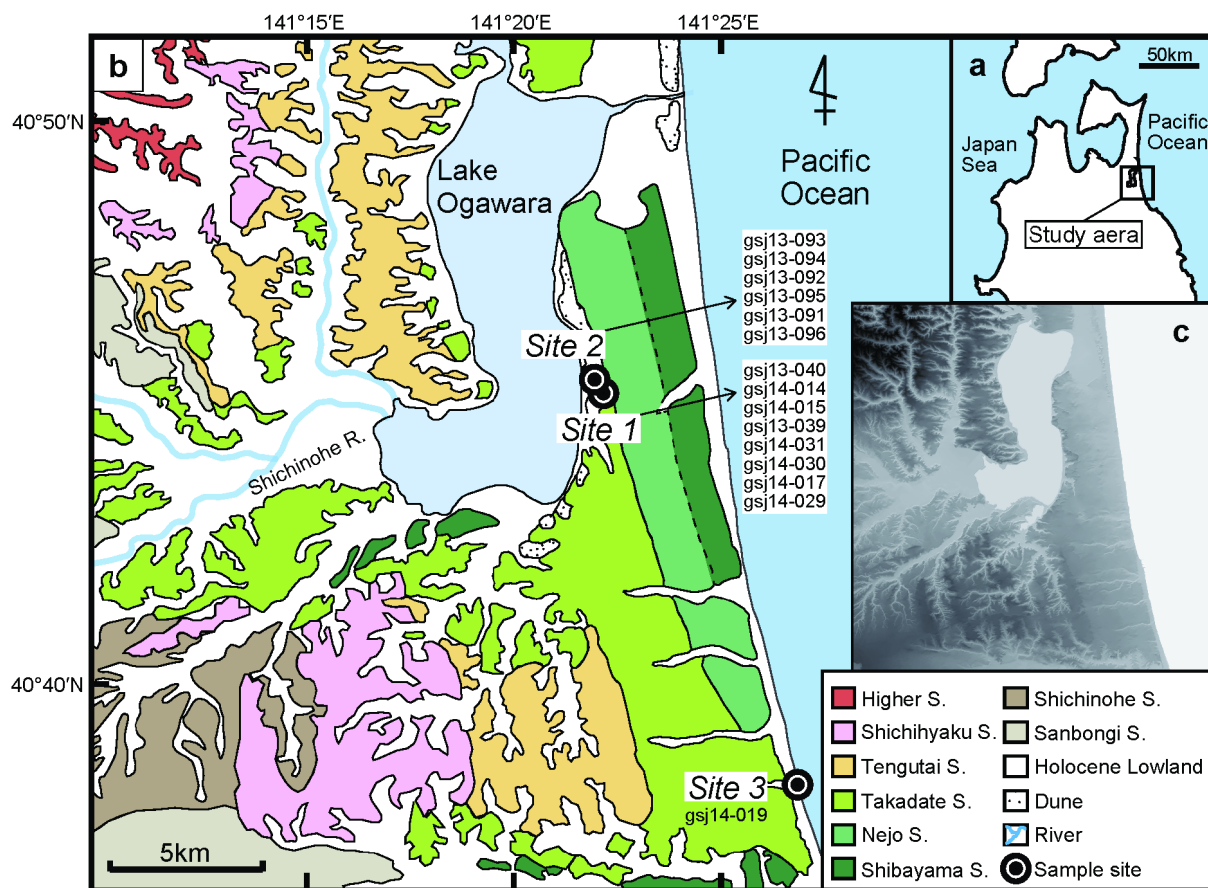 141°15′E
141°20′E
141°25′E
b
a
50km
40°50′N
Lake
Ogawara
Pacific
Ocean
Japan
Sea
Pacific
Ocean
Study aera
gsj13-093
gsj13-094
gsj13-092
gsj13-095
gsj13-091
gsj13-096
c
Site 2
gsj13-040
gsj14-014
gsj14-015
gsj13-039
gsj14-031
gsj14-030
gsj14-017
gsj14-029
Site 1
Shichinohe R.
40°40′N
Site 3
gsj14-019
5km
Higher S.
Shichihyaku S.
Tengutai S.
Takadate S.
Nejo S.
Shibayama S.
Shichinohe S.
Sanbongi S.
Holocene Lowland
Dune
River
Sample site